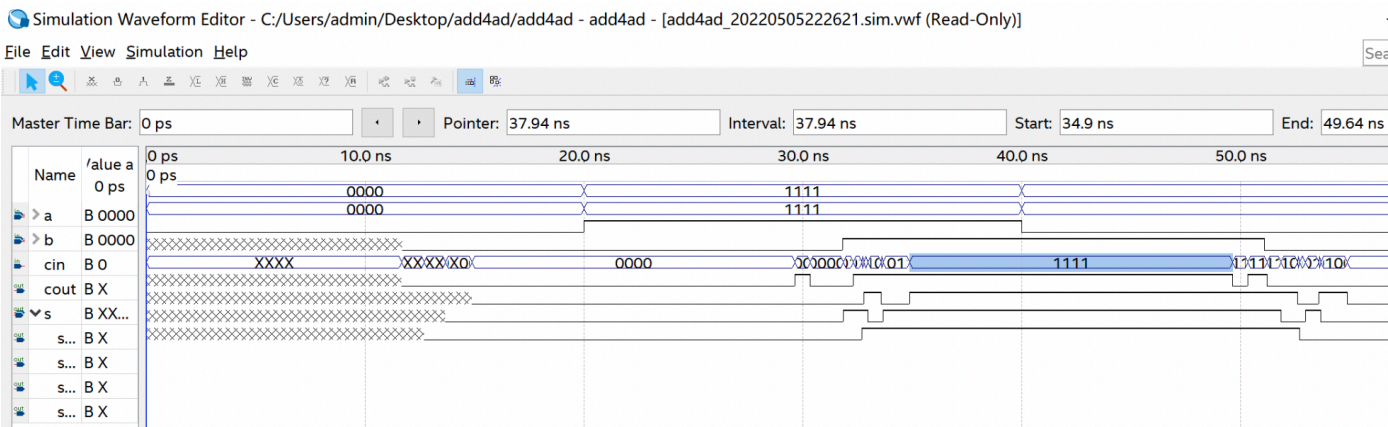 Simulation Waveform Editor - C:/Users/admin/Desktop/add4ad/add4ad - add4ad - [add4ad_20220505222621.sim.vwf (Read-Only)]
File Edit View Simulation Help
Sea
Master Time Bar: 0 ps Pointer: 37.94 ns Interval: 37.94 ns Start: 34.9 ns End: 49.64 ns
Name /alue a 0 ps
0 ps 10.0 ns 20.0 ns 30.0 ns 40.0 ns 50.0 ns
0 ps
0000 1111
a B 0000 0000 1111
b B 0000
cin B 0 XXXX 0000 1111
cout B X
s B XX...
s... B X
s... B X
s... B X
s... B X